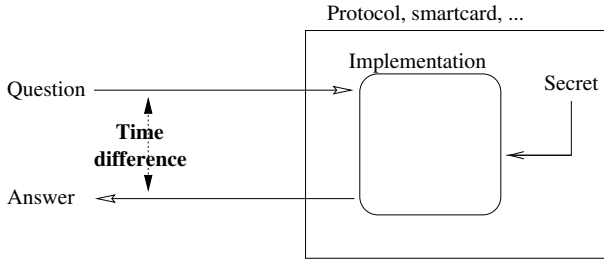 Protocol, smartcard, ...
Implementation
Question
Secret
Time
difference
Answer